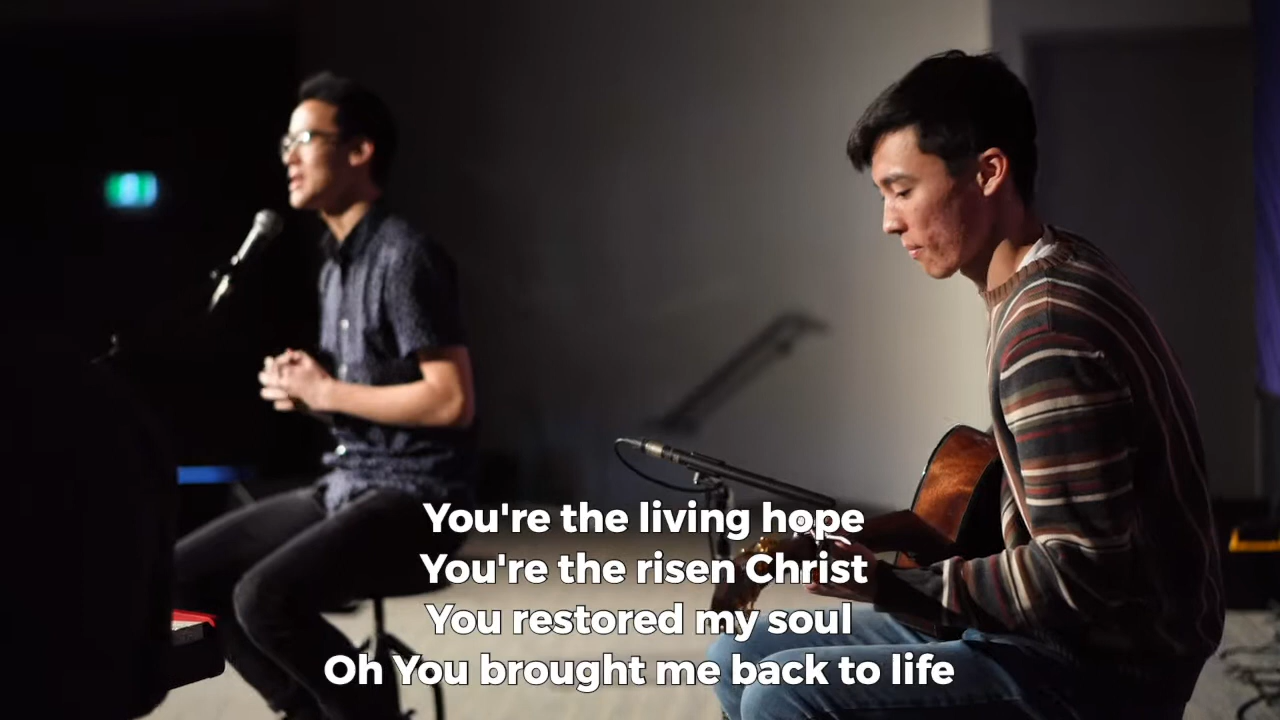 You're the living hope
You're the risen Christ
You restored my soul
Oh You brought me back to life